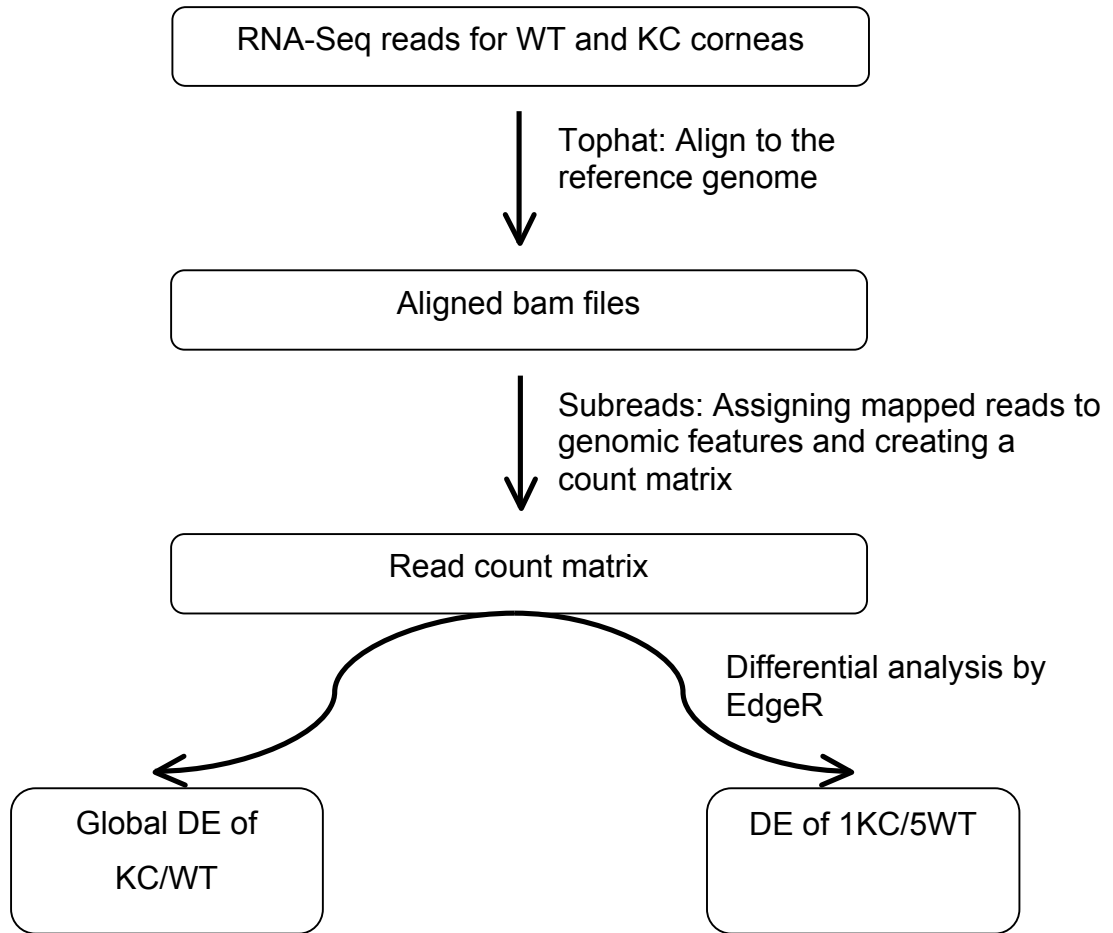 RNA-Seq reads for WT and KC corneas
Tophat: Align to the
reference genome
Aligned bam files
Subreads: Assigning mapped reads to
genomic features and creating a
count matrix
Read count matrix
Differential analysis by
EdgeR
Global DE of
KC/WT
DE of 1KC/5WT